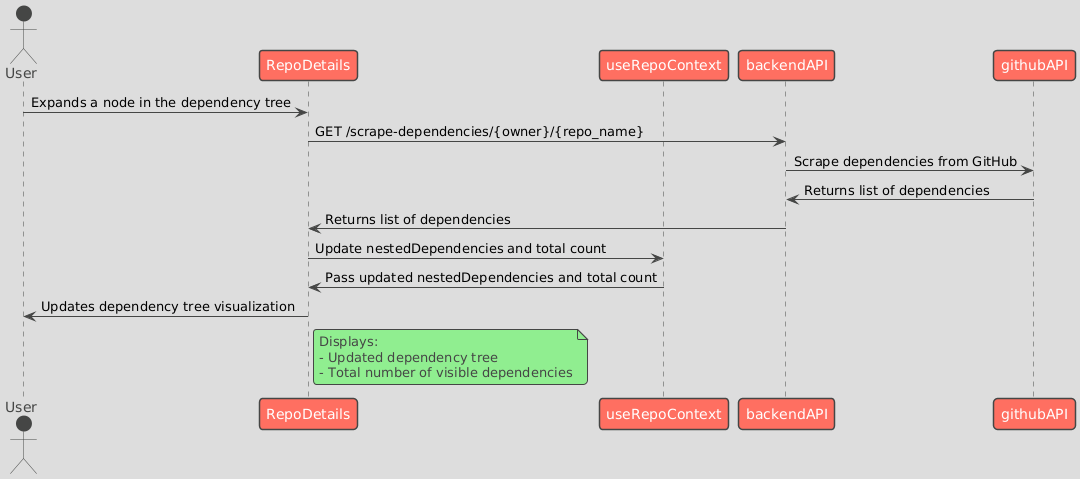 User
RepoDetails
useRepoContext
backendAPI
githubAPI
Expands a node in the dependency tree
GET /scrape-dependencies/{owner}/{repo_name}
Scrape dependencies from GitHub
Returns list of dependencies
Returns list of dependencies
Update nestedDependencies and total count
Pass updated nestedDependencies and total count
Updates dependency tree visualization
Displays:
- Updated dependency tree
- Total number of visible dependencies
User
RepoDetails
useRepoContext
backendAPI
githubAPI